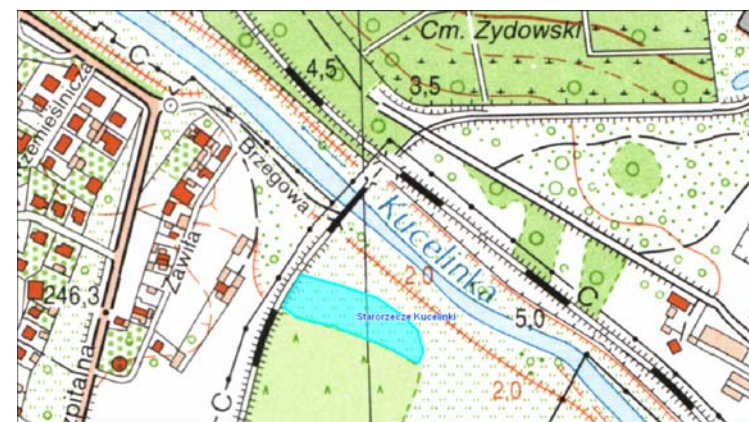 Cm. Żydowski
C
4,5
3,5
Brzegowa
Kucelinka
Zawiła
246,3
2.0
Starorzecze Kucelinki
5,0
C
2.0
C